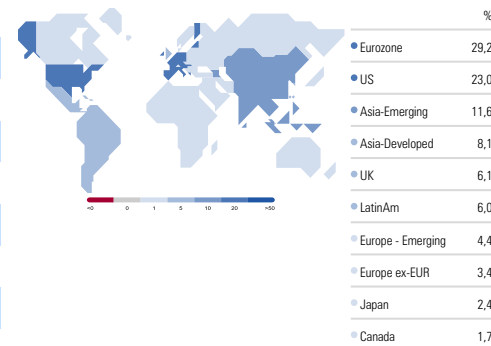 %
Eurozone 29,2
US 23,0
Asia-Emerging 11,6
Asia-Developed 8,1
UK 6,1
LatinAm 6,0
Europe - Emerging 4,4
Europe ex-EUR 3,4
Japan 2,4
Canada 1,7
<0 0 1 5 10 20 >50